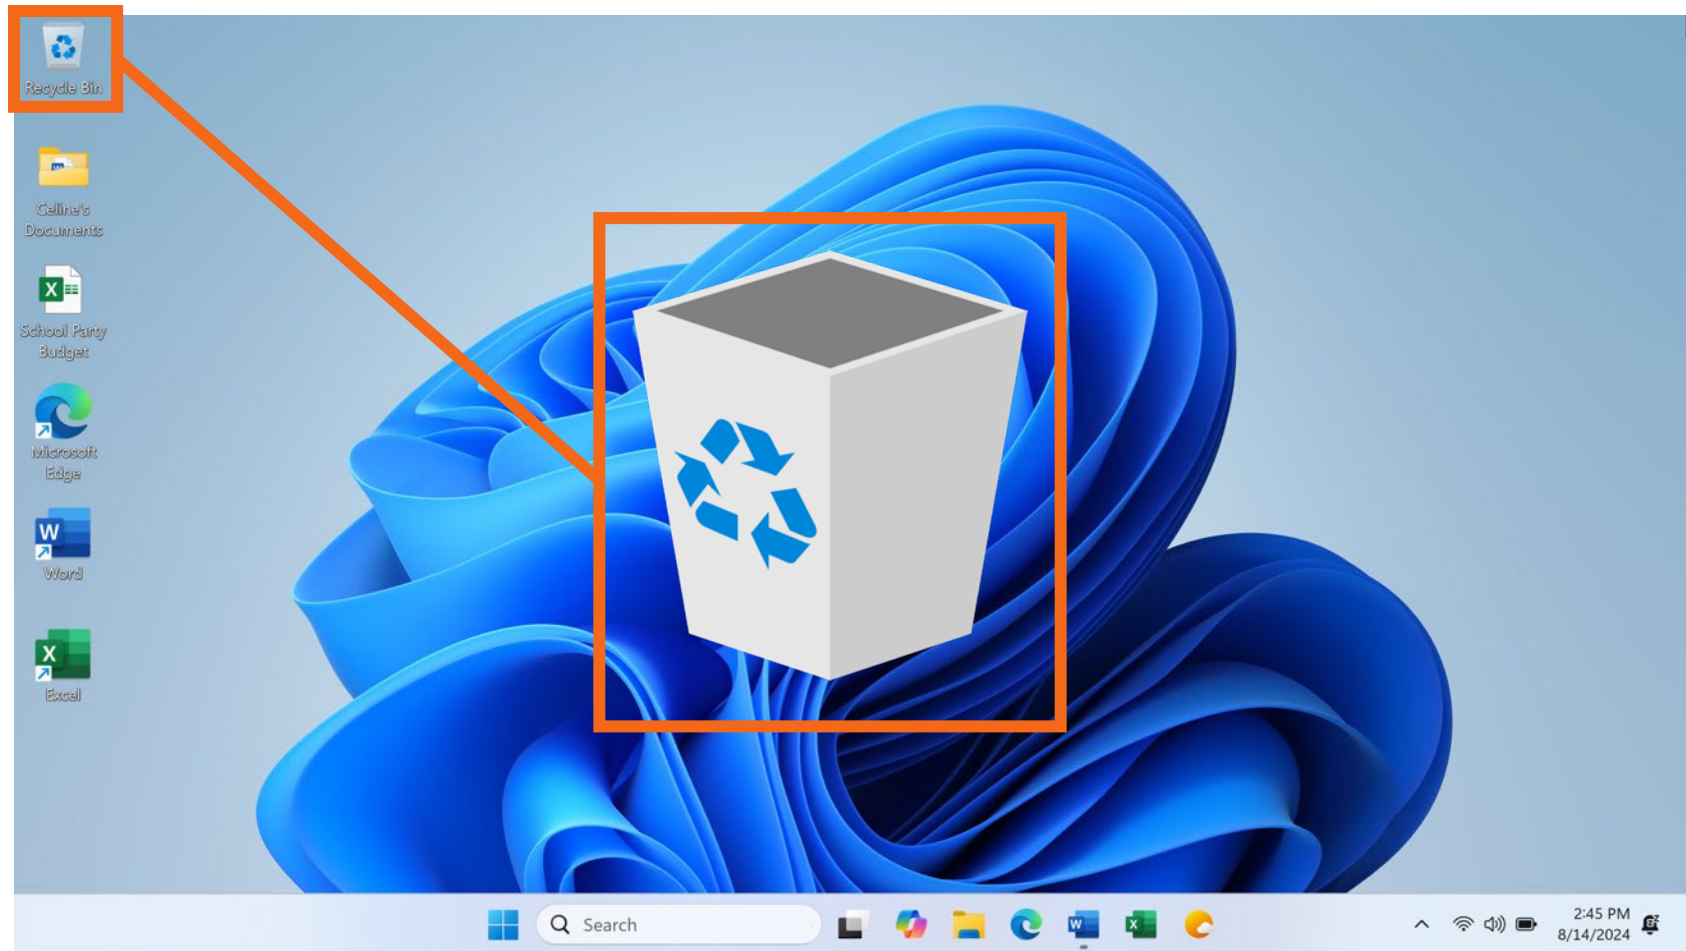 Recycle Bin
Celine's
Documents
School Party
Budget
Microsoft
Edge
W
Word
X
Excel
Search
2:45 PM
8/14/2024